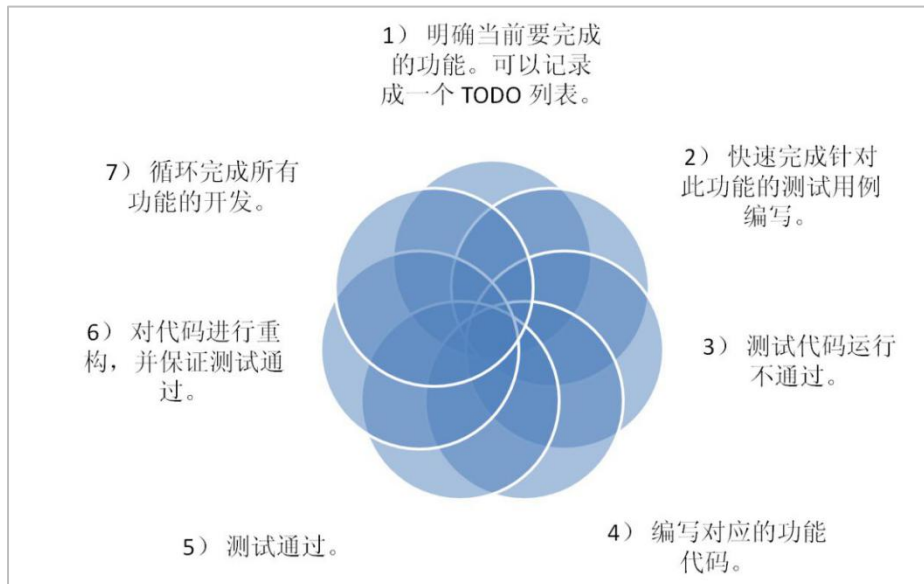 1） 明确当前要完成
的功能。可以记录
成一个 TODO 列表。
2） 快速完成针对
此功能的测试用例
编写。
3） 测试代码运行
不通过。
4） 编写对应的功能
代码。
5） 测试通过。
6） 对代码进行重
构，并保证测试通
过。
7） 循环完成所有
功能的开发。